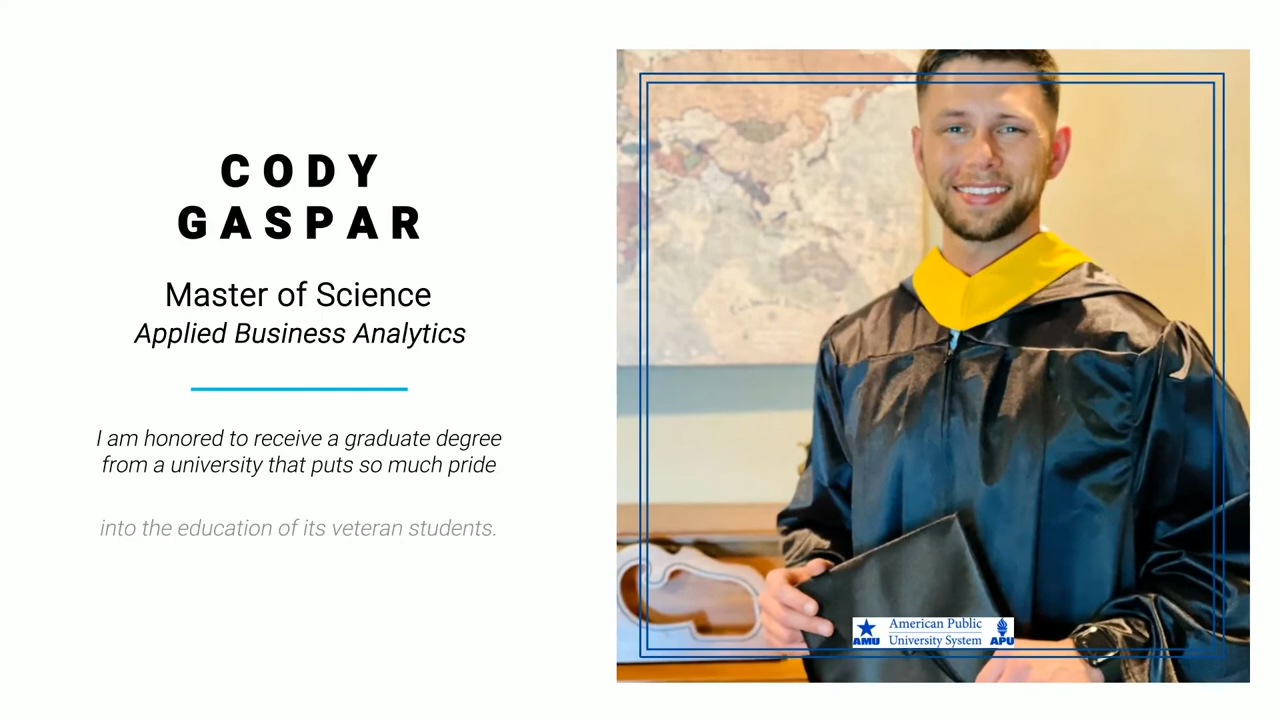 CODY
GASPAR
Master of Science
Applied Business Analytics
I am honored to receive a graduate degree
from a university that puts so much pride
into the education of its veteran students.
AMU
American Public
University System
APU